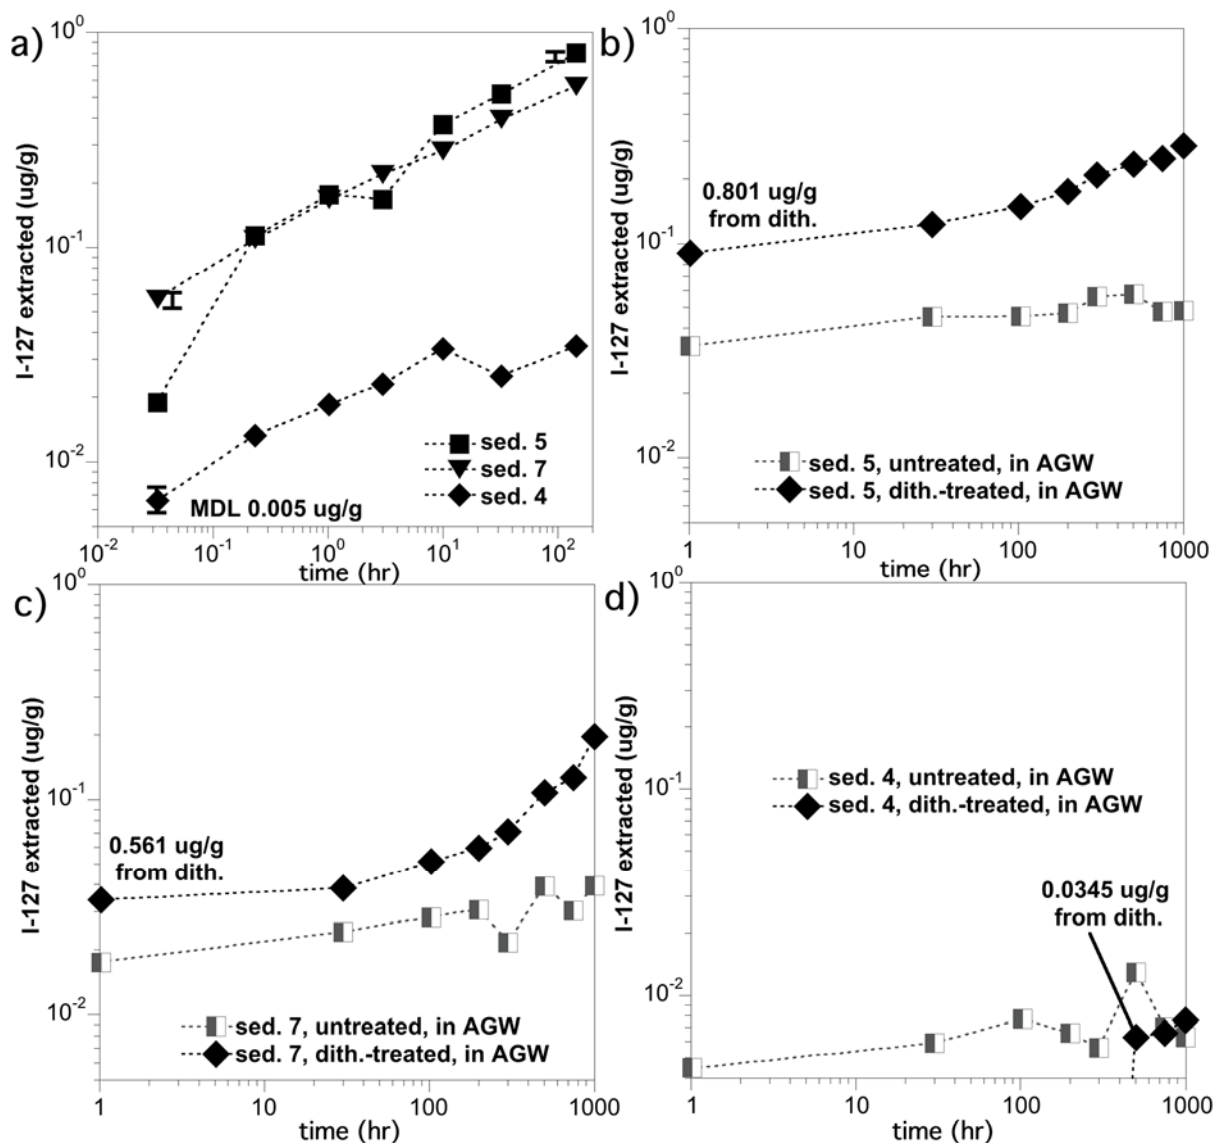 a)
10^0
10^-1
10^-2
I-127 extracted (ug/g)
sed. 5
sed. 7
sed. 4
MDL 0.005 ug/g
10^-2 10^-1 10^0 10^1 10^2
time (hr)
b)
10^0
10^-1
10^-2
I-127 extracted (ug/g)
0.801 ug/g
from dith.
sed. 5, untreated, in AGW
sed. 5, dith.-treated, in AGW
1 10 100 1000
time (hr)
c)
10^0
10^-1
10^-2
I-127 extracted (ug/g)
0.561 ug/g
from dith.
sed. 7, untreated, in AGW
sed. 7, dith.-treated, in AGW
1 10 100 1000
time (hr)
d)
10^0
10^-1
10^-2
I-127 extracted (ug/g)
sed. 4, untreated, in AGW
sed. 4, dith.-treated, in AGW
0.0345 ug/g
from dith.
1 10 100 1000
time (hr)